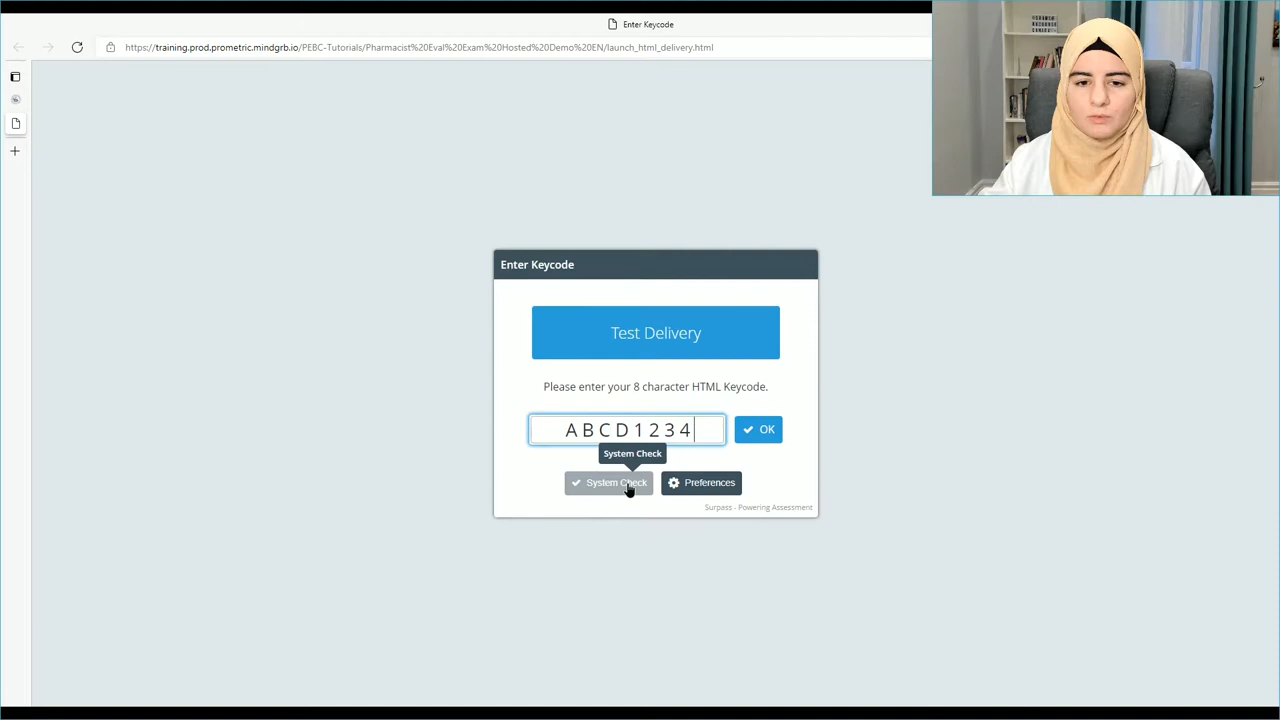 Enter Keycode
https://training.prod.prometric.mindgrb.io/PEBC-Tutorials/Pharmacist%20Eval%20Exam%20Hosted%20Demo%20EN/launch_html_delivery.html
Enter Keycode
Test Delivery
Please enter your 8 character HTML Keycode.
ABCD1234
OK
System Check
System Check
Preferences
Surpass - Powering Assessment